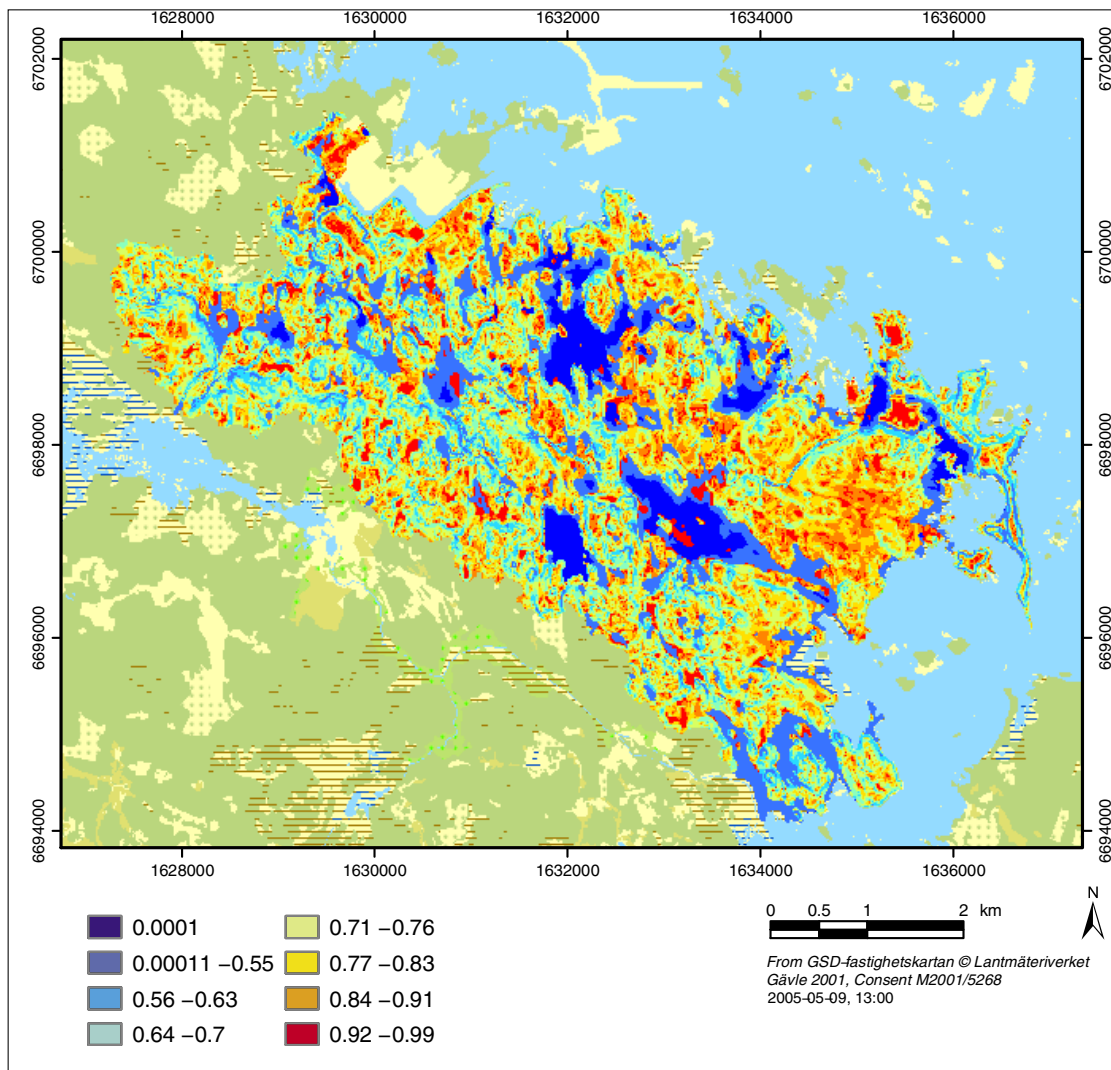 1628000 1630000 1632000 1634000 1636000
6702000 6702000
6700000 6700000
6698000 6698000
6696000 6696000
6694000 6694000
1628000 1630000 1632000 1634000 1636000
0.0001
0.00011 –0.55
0.56 –0.63
0.64 –0.7
0.71 –0.76
0.77 –0.83
0.84 –0.91
0.92 –0.99
0 0.5 1 2 km
N
From GSD-fastighetskartan © Lantmäteriverket
Gävle 2001, Consent M2001/5268
2005-05-09, 13:00